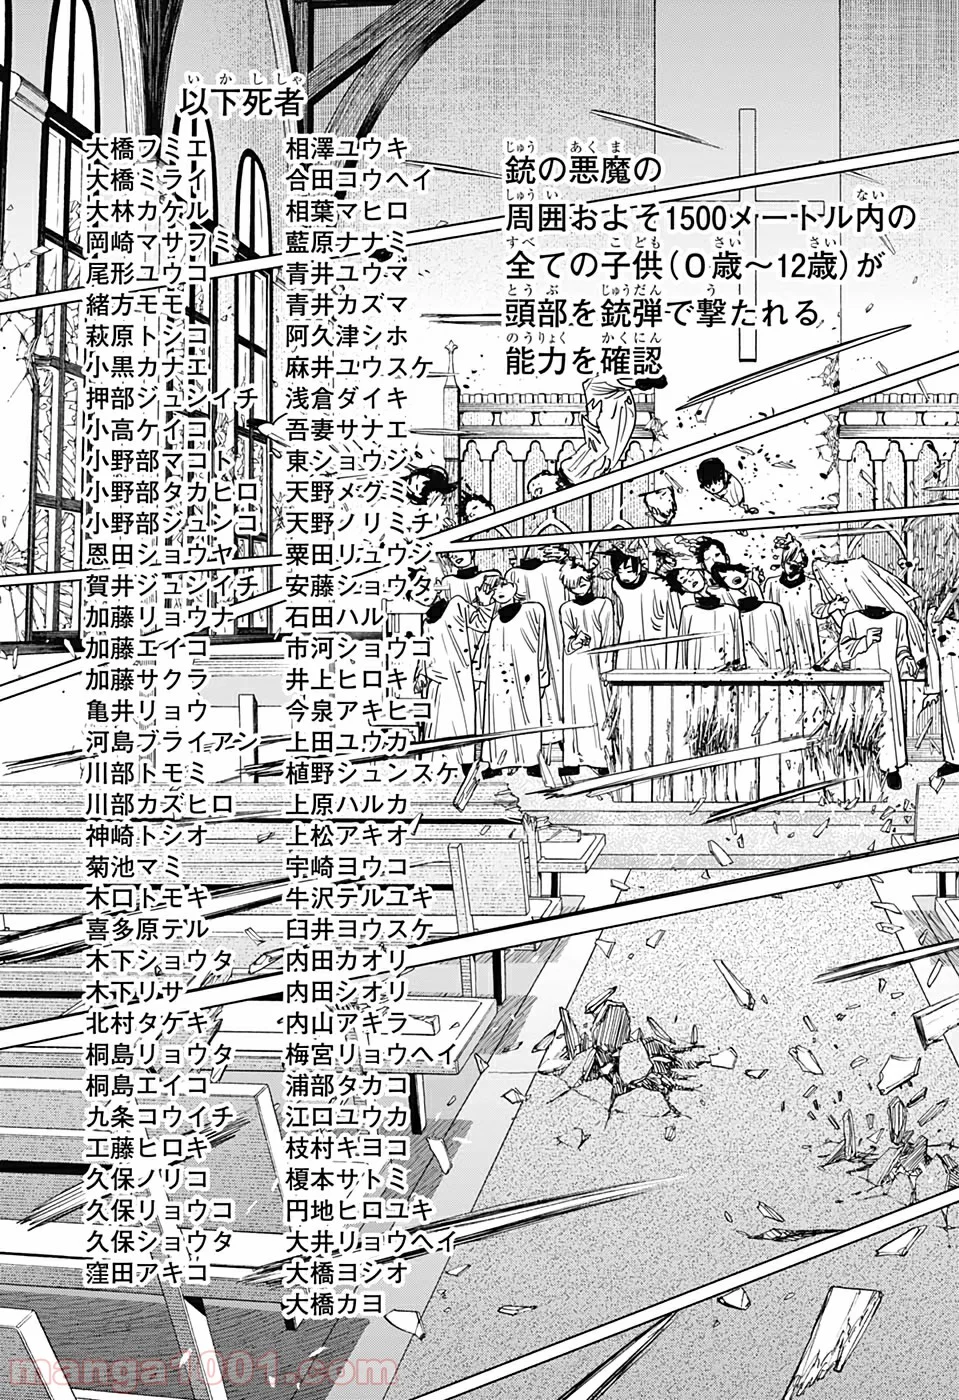 銃の悪魔の
周囲およそ1500メートル内の
全ての子供(0歳～12歳)が
頭部を銃弾で撃たれる
能力を確認
以下死者
相澤ユウキ
合田コウヘイ
相葉マヒロ
藍原ナナミ
青井ユウマ
青井カズマ
阿久津シホ
麻井ユウスケ
浅倉ダイキ
吾妻サナエ
東ショウジ
天野メグミ
天野ノリミチ
粟田リュウジ
安藤ショウタ
石田ハル
市河ショウコ
井上ヒロキ
今泉アキヒコ
上田ユウカ
植野シュンスケ
上原ハルカ
上松アキオ
宇崎ヨウコ
牛沢テルユキ
臼井ヨウスケ
内田カオリ
内田シオリ
内山アキラ
梅宮リョウヘイ
浦部タカコ
江口ユウカ
枝村キヨコ
榎本サトミ
円地ヒロユキ
大井リョウヘイ
大橋ヨシオ
大橋カヨ
大橋フミエ
大橋ミライ
大林カケル
岡崎マサフミ
尾形マユウコ
緒方モモコ
萩原トシエ
小黒カナエ
押部ジュンイチ
小高ケイコ
小野部マコト
小野部タカヒロ
小野部ジュンコ
恩田ショウヤ
賀井ジュンイチ
加藤リョウナ
加藤エイコ
加藤サクラ
亀井リョウ
河島ブライアン
川部トモミ
川部カズヒロ
神崎トシオ
菊池マミ
木口トモキ
喜多原テル
木下ショウタ
木下リサ
北村タケキ
桐島リョウタ
桐島エイコ
九条コウイチ
工藤ヒロキ
久保ノリコ
久保リョウコ
久保ショウタ
窪田アキコ
manga1001.com